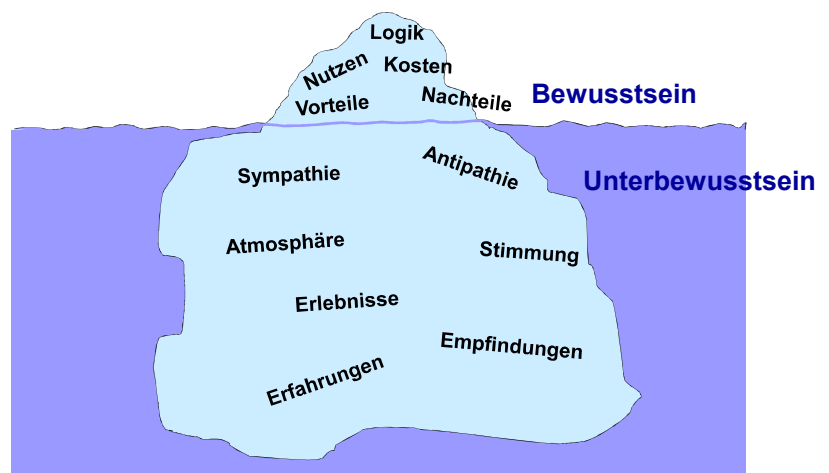 Logik
Nutzen
Kosten
Vorteile
Nachteile
Bewusstsein
Sympathie
Antipathie
Unterbewusstsein
Atmosphäre
Stimmung
Erlebnisse
Empfindungen
Erfahrungen